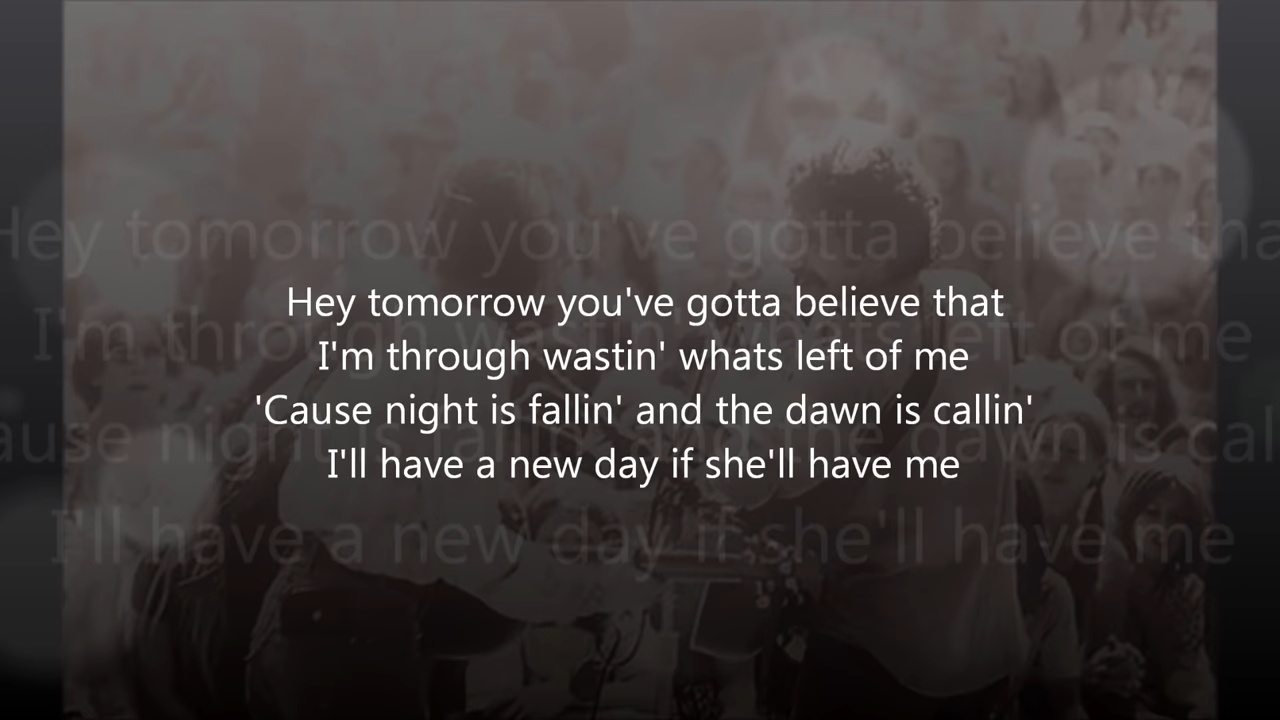 Hey tomorrow you've gotta believe that
I'm through wastin' whats left of me
'Cause night is fallin' and the dawn is callin'
I'll have a new day if she'll have me